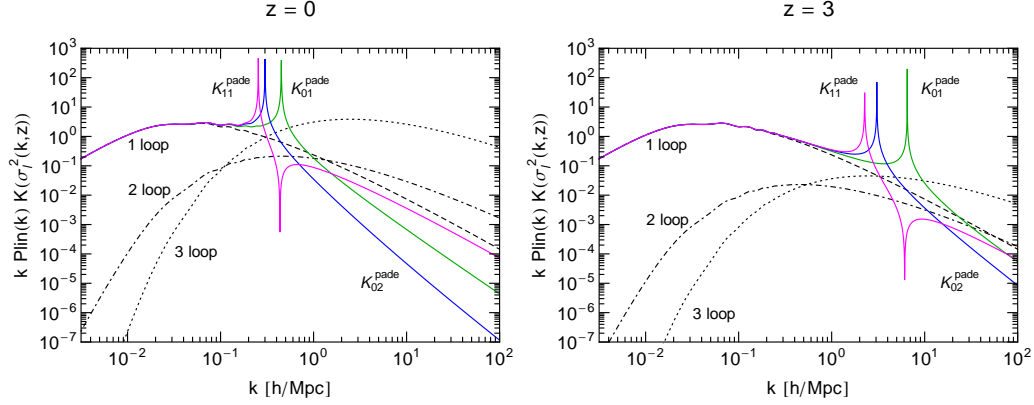 z = 0
k Plin(k) K(σ_l^2(k,z))
10^3
10^2
10^1
10^0
10^-1
10^-2
10^-3
10^-4
10^-5
10^-6
10^-7
K_11^pade
K_01^pade
1 loop
2 loop
3 loop
K_02^pade
10^-2
10^-1
10^0
10^1
10^2
k [h/Mpc]
z = 3
k Plin(k) K(σ_l^2(k,z))
10^3
10^2
10^1
10^0
10^-1
10^-2
10^-3
10^-4
10^-5
10^-6
10^-7
K_11^pade
K_01^pade
1 loop
2 loop
3 loop
K_02^pade
10^-2
10^-1
10^0
10^1
10^2
k [h/Mpc]